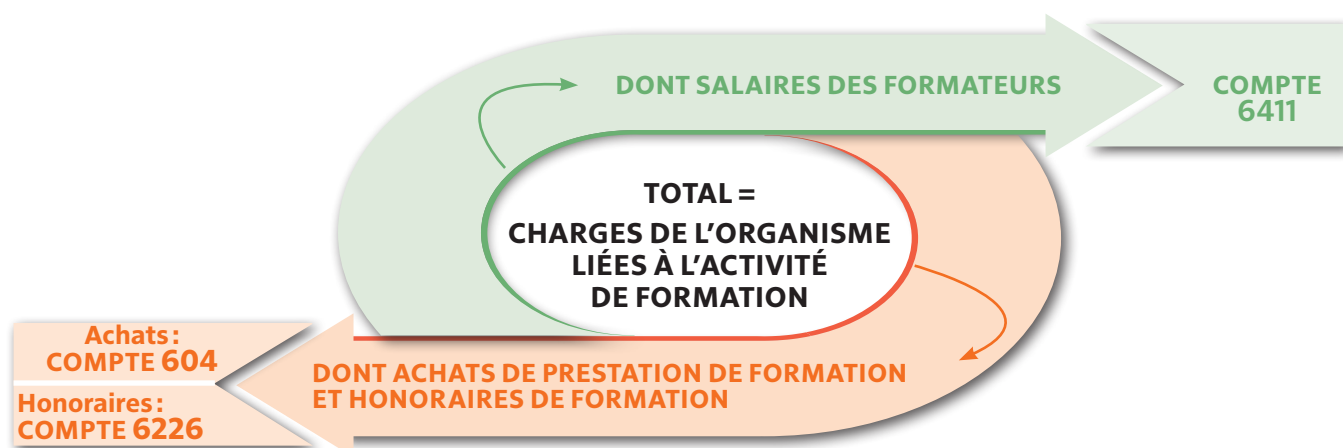 DONT SALAIRES DES FORMATEURS
COMPTE
6411
TOTAL =
CHARGES DE L’ORGANISME
LIÉES À L’ACTIVITÉ
DE FORMATION
Achats :
COMPTE 604
Honoraires :
COMPTE 6226
DONT ACHATS DE PRESTATION DE FORMATION
ET HONORAIRES DE FORMATION